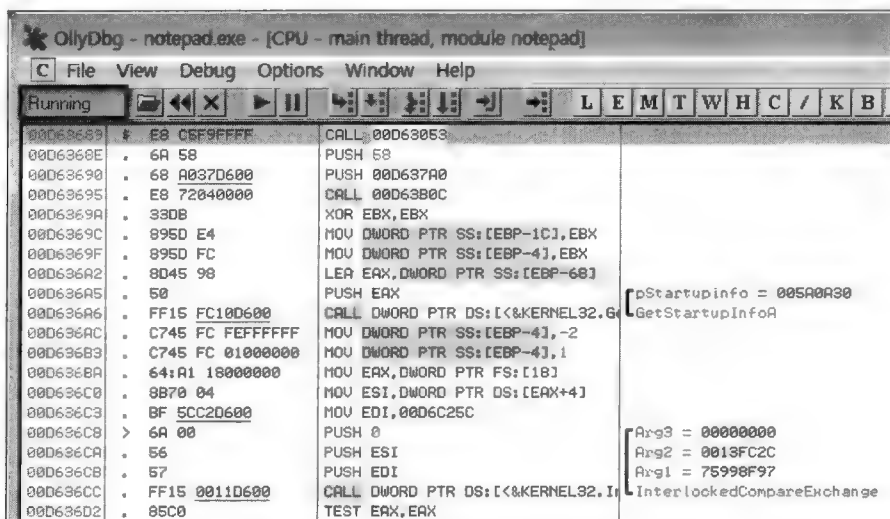 OllyDbg - notepad.exe - [CPU - main thread, module notepad]
C File View Debug Options Window Help
Running L E M T W H C / K B
00D63689 $ E8 C5F9FFFF CALL 00D63053
00D6368E . 6A 58 PUSH 58
00D63690 . 68 A037D600 PUSH 00D637A0
00D63695 . E8 72040000 CALL 00D63B0C
00D6369A . 33DB XOR EBX,EBX
00D6369C . 895D E4 MOV DWORD PTR SS:[EBP-1C],EBX
00D6369F . 895D FC MOV DWORD PTR SS:[EBP-4],EBX
00D636A2 . 8D45 98 LEA EAX,DWORD PTR SS:[EBP-68]
00D636A5 . 50 PUSH EAX pStartupinfo = 005A0A30
00D636A6 . FF15 FC10D600 CALL DWORD PTR DS:[<&KERNEL32.Ge GetStartupInfoA
00D636AC . C745 FC FEFFFFFF MOV DWORD PTR SS:[EBP-4],-2
00D636B3 . C745 FC 01000000 MOV DWORD PTR SS:[EBP-4],1
00D636BA . 64:A1 18000000 MOV EAX,DWORD PTR FS:[18]
00D636C0 . 8B70 04 MOV ESI,DWORD PTR DS:[EAX+4]
00D636C3 . BF 5CC2D600 MOV EDI,00D6C25C
00D636C8 > 6A 00 PUSH 0 Arg3 = 00000000
00D636CA . 56 PUSH ESI Arg2 = 0013FC2C
00D636CB . 57 PUSH EDI Arg1 = 75998F97
00D636CC . FF15 0011D600 CALL DWORD PTR DS:[<&KERNEL32.In InterlockedCompareExchange
00D636D2 . 85C0 TEST EAX,EAX